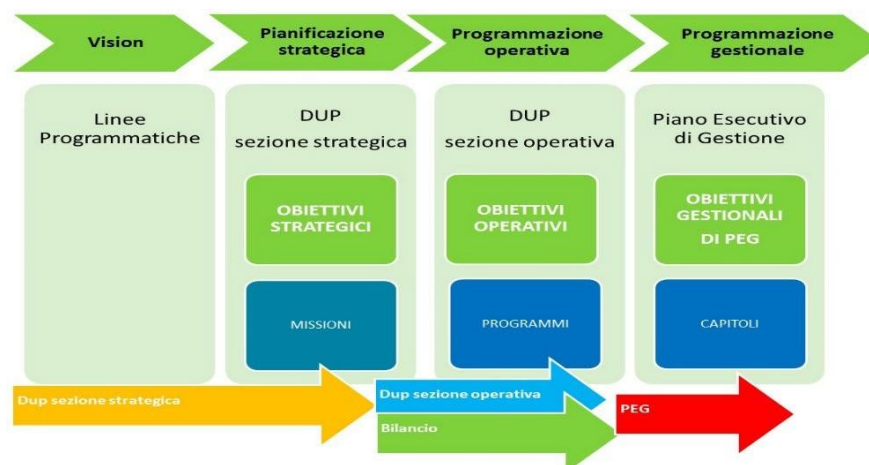 Vision
Pianificazione
strategica
Programmazione
operativa
Programmazione
gestionale
Linee
Programmatiche
DUP
sezione strategica
DUP
sezione operativa
Piano Esecutivo
di Gestione
OBIETTIVI
STRATEGICI
OBIETTIVI
OPERATIVI
OBIETTIVI
GESTIONALI
DI PEG
MISSIONI
PROGRAMMI
CAPITOLI
Dup sezione strategica
Dup sezione operativa
Bilancio
PEG